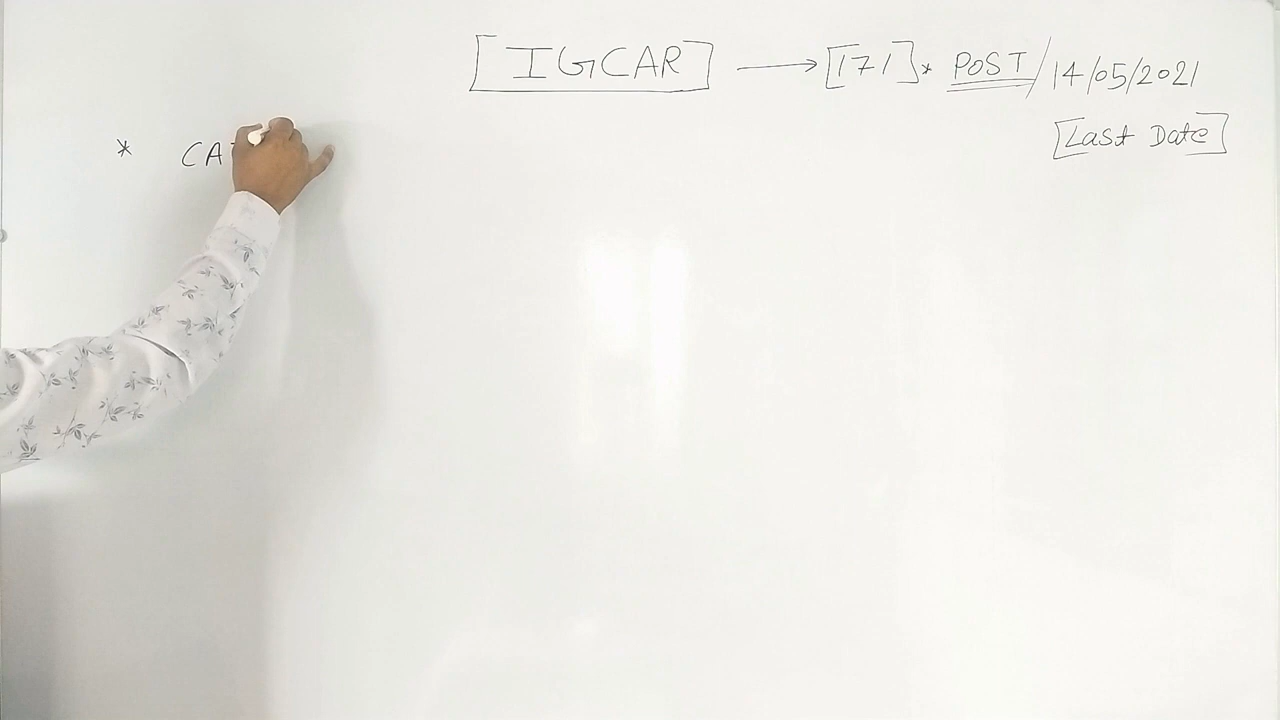 [IGCAR] → [171]* POST/14/05/2021
[Last Date]
* CA